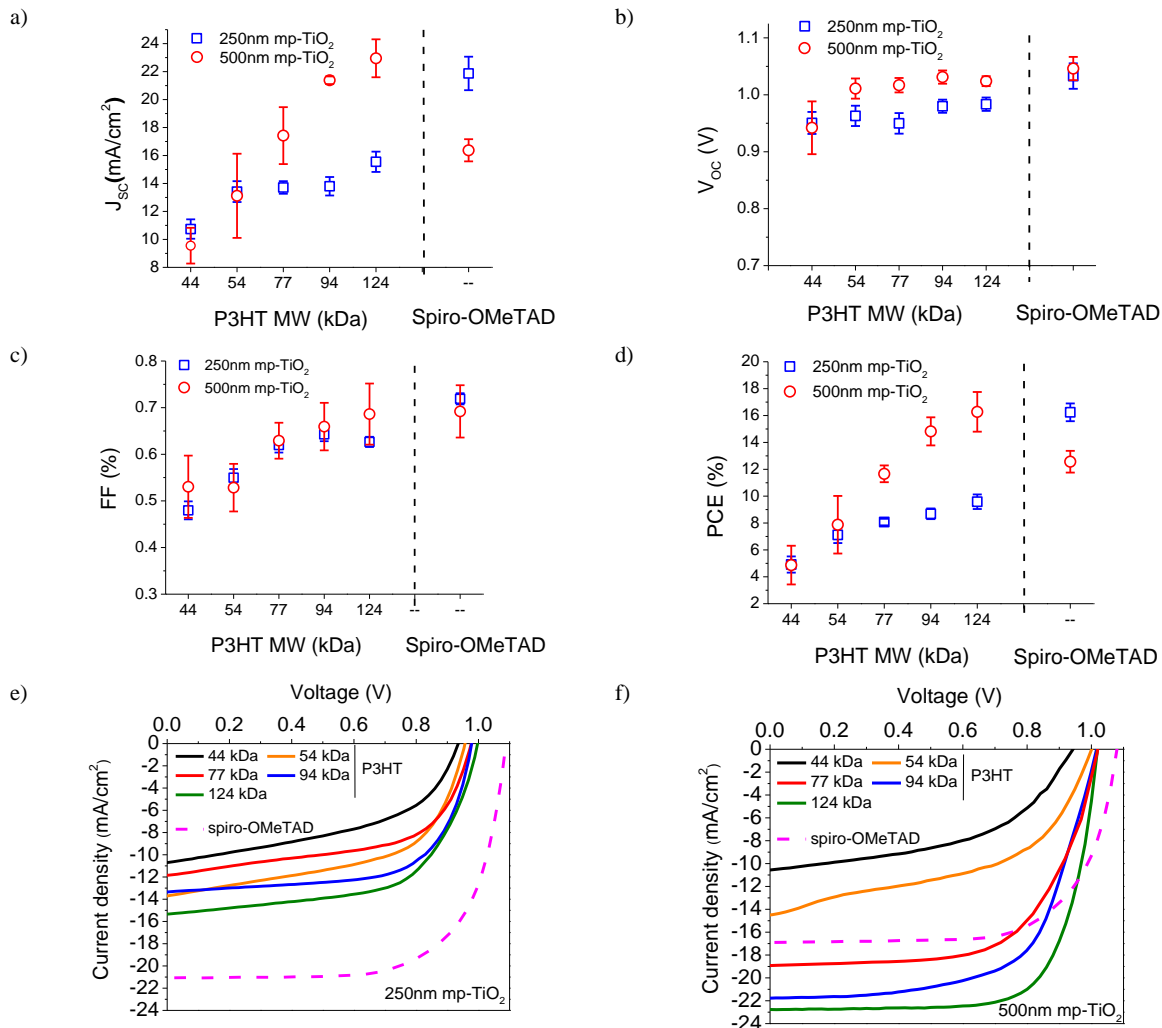 a)
250nm mp-TiO2
500nm mp-TiO2
24
22
20
18
16
14
12
10
8
JSC(mA/cm2)
44 54 77 94 124 --
P3HT MW (kDa) Spiro-OMeTAD
b)
250nm mp-TiO2
500nm mp-TiO2
1.1
1.0
0.9
0.8
0.7
VOC (V)
44 54 77 94 124 --
P3HT MW (kDa) Spiro-OMeTAD
c)
250nm mp-TiO2
500nm mp-TiO2
0.8
0.7
0.6
0.5
0.4
0.3
FF (%)
44 54 77 94 124 -- --
P3HT MW (kDa) Spiro-OMeTAD
d)
250nm mp-TiO2
500nm mp-TiO2
20
18
16
14
12
10
8
6
4
2
PCE (%)
44 54 77 94 124 --
P3HT MW (kDa) Spiro-OMeTAD
e)
Voltage (V)
0.0 0.2 0.4 0.6 0.8 1.0
0
-2
-4
-6
-8
-10
-12
-14
-16
-18
-20
-22
-24
Current density (mA/cm2)
44 kDa 54 kDa
77 kDa 94 kDa P3HT
124 kDa
spiro-OMeTAD
250nm mp-TiO2
f)
Voltage (V)
0.0 0.2 0.4 0.6 0.8 1.0
0
-2
-4
-6
-8
-10
-12
-14
-16
-18
-20
-22
-24
Current density (mA/cm2)
44 kDa 54 kDa
77 kDa 94 kDa P3HT
124 kDa
spiro-OMeTAD
500nm mp-TiO2